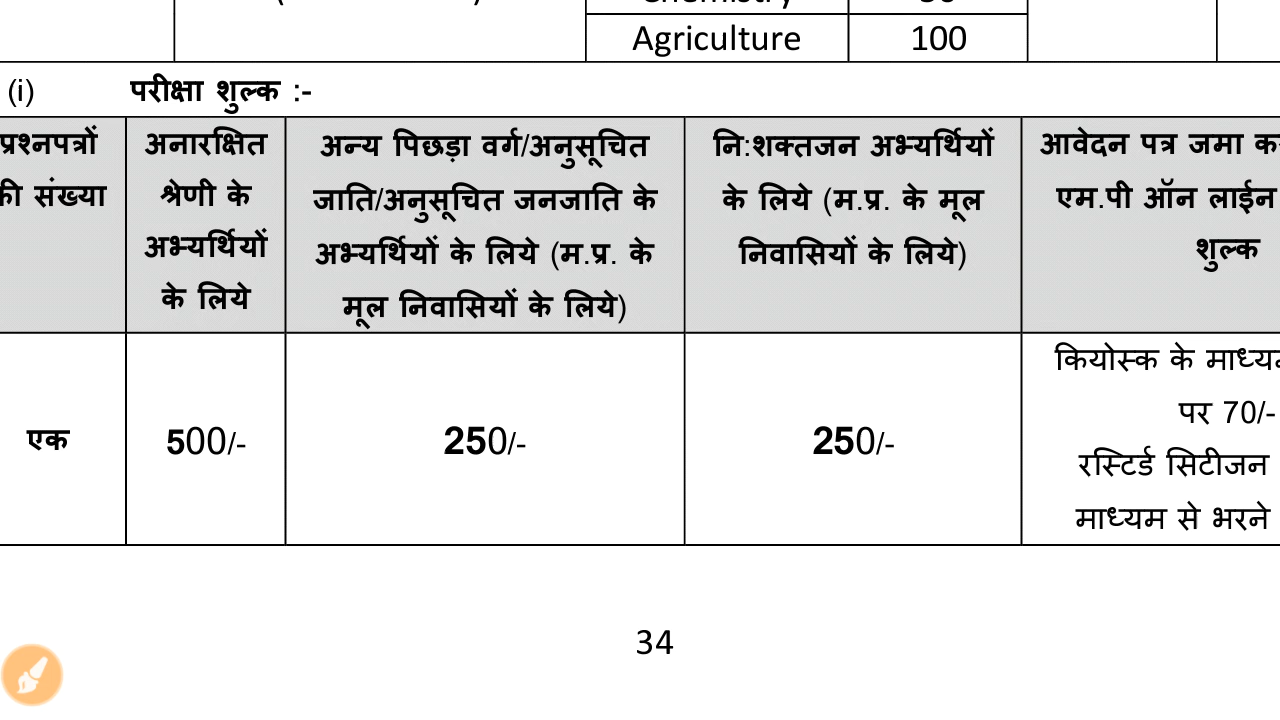 Agriculture 100
(i) परीक्षा शुल्क :-
प्रश्नपत्रों अनारक्षित अन्य पिछड़ा वर्ग/अनुसूचित नि:शक्तजन अभ्यर्थियों आवेदन पत्र जमा
की संख्या श्रेणी के जाति/अनुसूचित जनजाति के के लिये (म.प्र. के मूल एम.पी ऑन लाईन
अभ्यर्थियों अभ्यर्थियों के लिये (म.प्र. के निवासियों के लिये) शुल्क
के लिये मूल निवासियों के लिये)
कियोस्क के
पर 70/-
एक 500/- 250/- 250/-
रस्टिर्ड सिटीजन
माध्यम से भरने
34